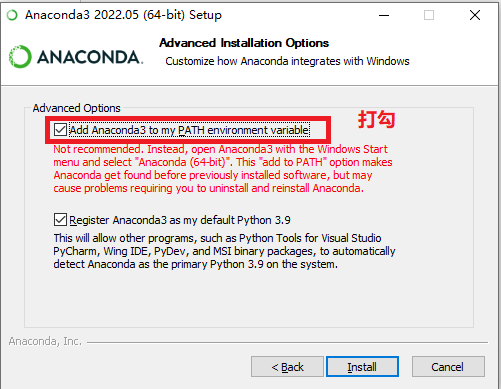 Anaconda3 2022.05 (64-bit) Setup
ANACONDA.
Advanced Installation Options
Customize how Anaconda integrates with Windows
Advanced Options
Add Anaconda3 to my PATH environment variable
打勾
Not recommended. Instead, open Anaconda3 with the Windows Start
menu and select "Anaconda (64-bit)". This "add to PATH" option makes
Anaconda get found before previously installed software, but may
cause problems requiring you to uninstall and reinstall Anaconda.
Register Anaconda3 as my default Python 3.9
This will allow other programs, such as Python Tools for Visual Studio
PyCharm, Wing IDE, PyDev, and MSI binary packages, to automatically
detect Anaconda as the primary Python 3.9 on the system.
Anaconda, Inc.
< Back
Install
Cancel